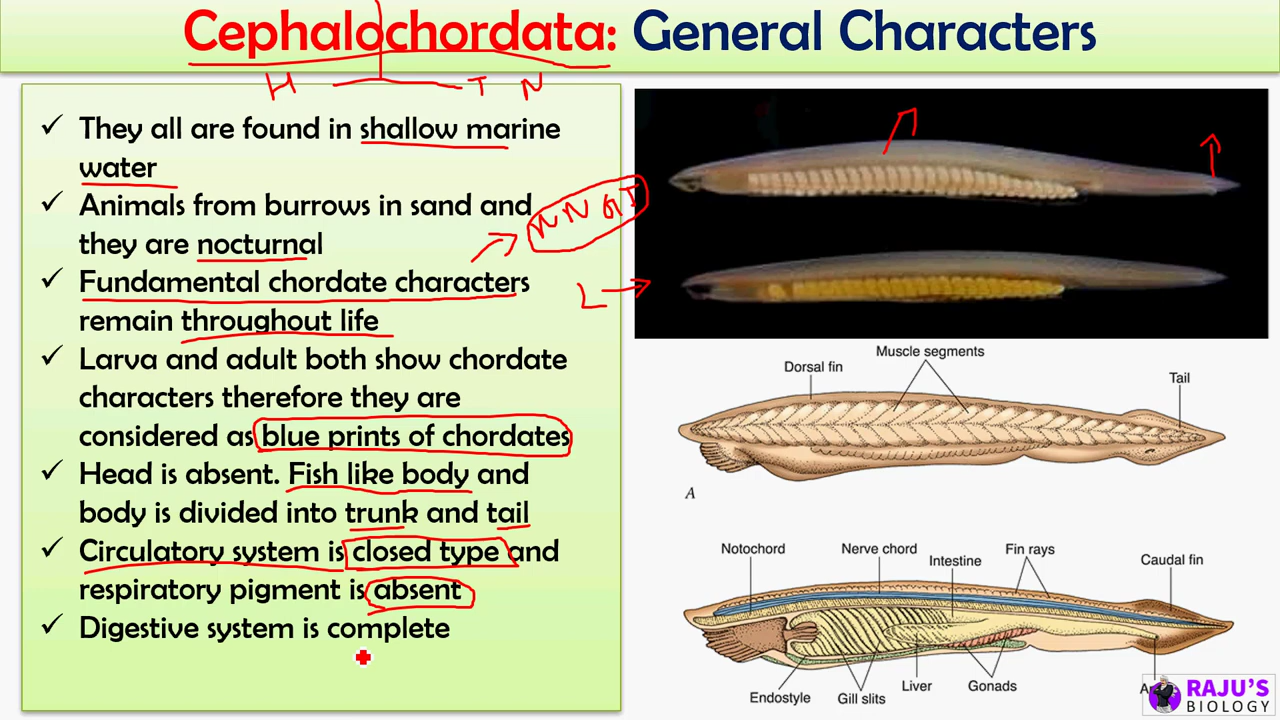 Cephalochordata: General Characters
H T N
✓ They all are found in shallow marine
water
✓ Animals from burrows in sand and
they are nocturnal
✓ Fundamental chordate characters
remain throughout life
✓ Larva and adult both show chordate
characters therefore they are
considered as blue prints of chordates
✓ Head is absent. Fish like body and
body is divided into trunk and tail
✓ Circulatory system is closed type and
respiratory pigment is absent
✓ Digestive system is complete
L
Muscle segments
Dorsal fin
Tail
A
Notochord
Nerve chord
Intestine
Fin rays
Caudal fin
Endostyle
Gill slits
Liver
Gonads
RAJU'S
BIOLOGY